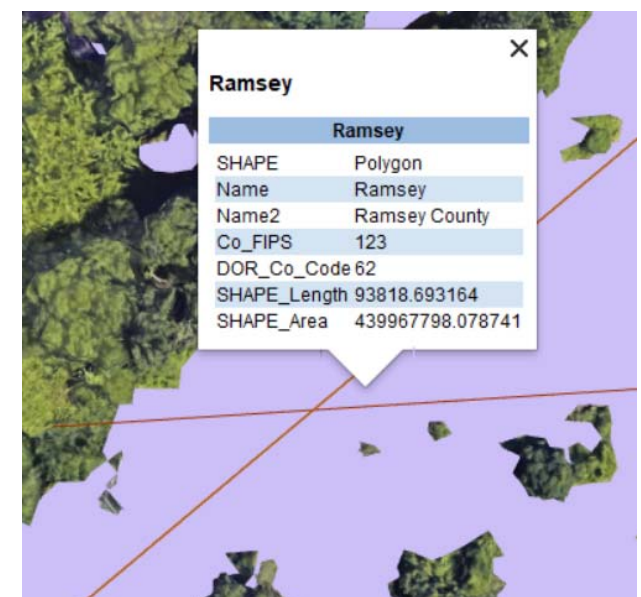 Ramsey
Ramsey
SHAPE Polygon
Name Ramsey
Name2 Ramsey County
Co_FIPS 123
DOR_Co_Code 62
SHAPE_Length 93818.693164
SHAPE_Area 439967798.078741